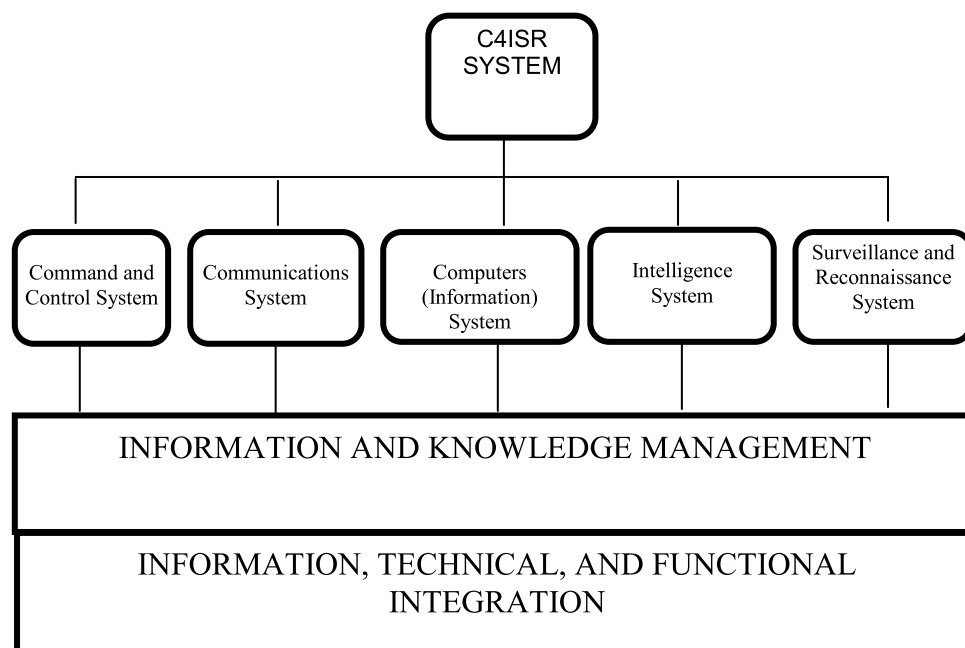 C4ISR
SYSTEM
Command and
Control System
Communications
System
Computers
(Information)
System
Intelligence
System
Surveillance and
Reconnaissance
System
INFORMATION AND KNOWLEDGE MANAGEMENT
INFORMATION, TECHNICAL, AND FUNCTIONAL
INTEGRATION